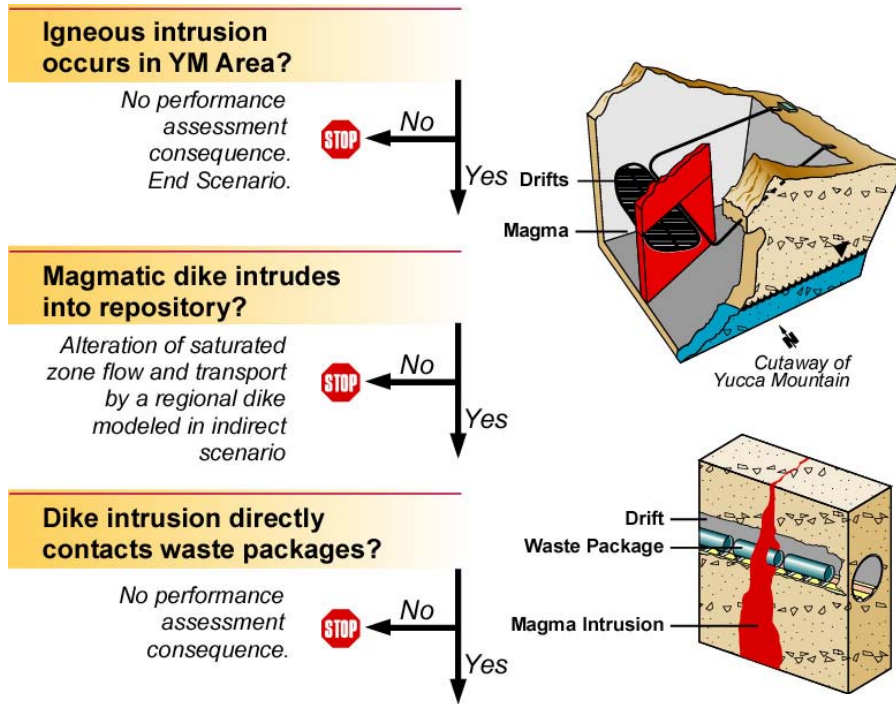 Igneous intrusion
occurs in YM Area?
No performance
assessment
consequence.
End Scenario.
STOP
No
Yes
Drifts
Magma
N
Cutaway of
Yucca Mountain
Magmatic dike intrudes
into repository?
Alteration of saturated
zone flow and transport
by a regional dike
modeled in indirect
scenario
STOP
No
Yes
Dike intrusion directly
contacts waste packages?
No performance
assessment
consequence.
STOP
No
Yes
Drift
Waste Package
Magma Intrusion